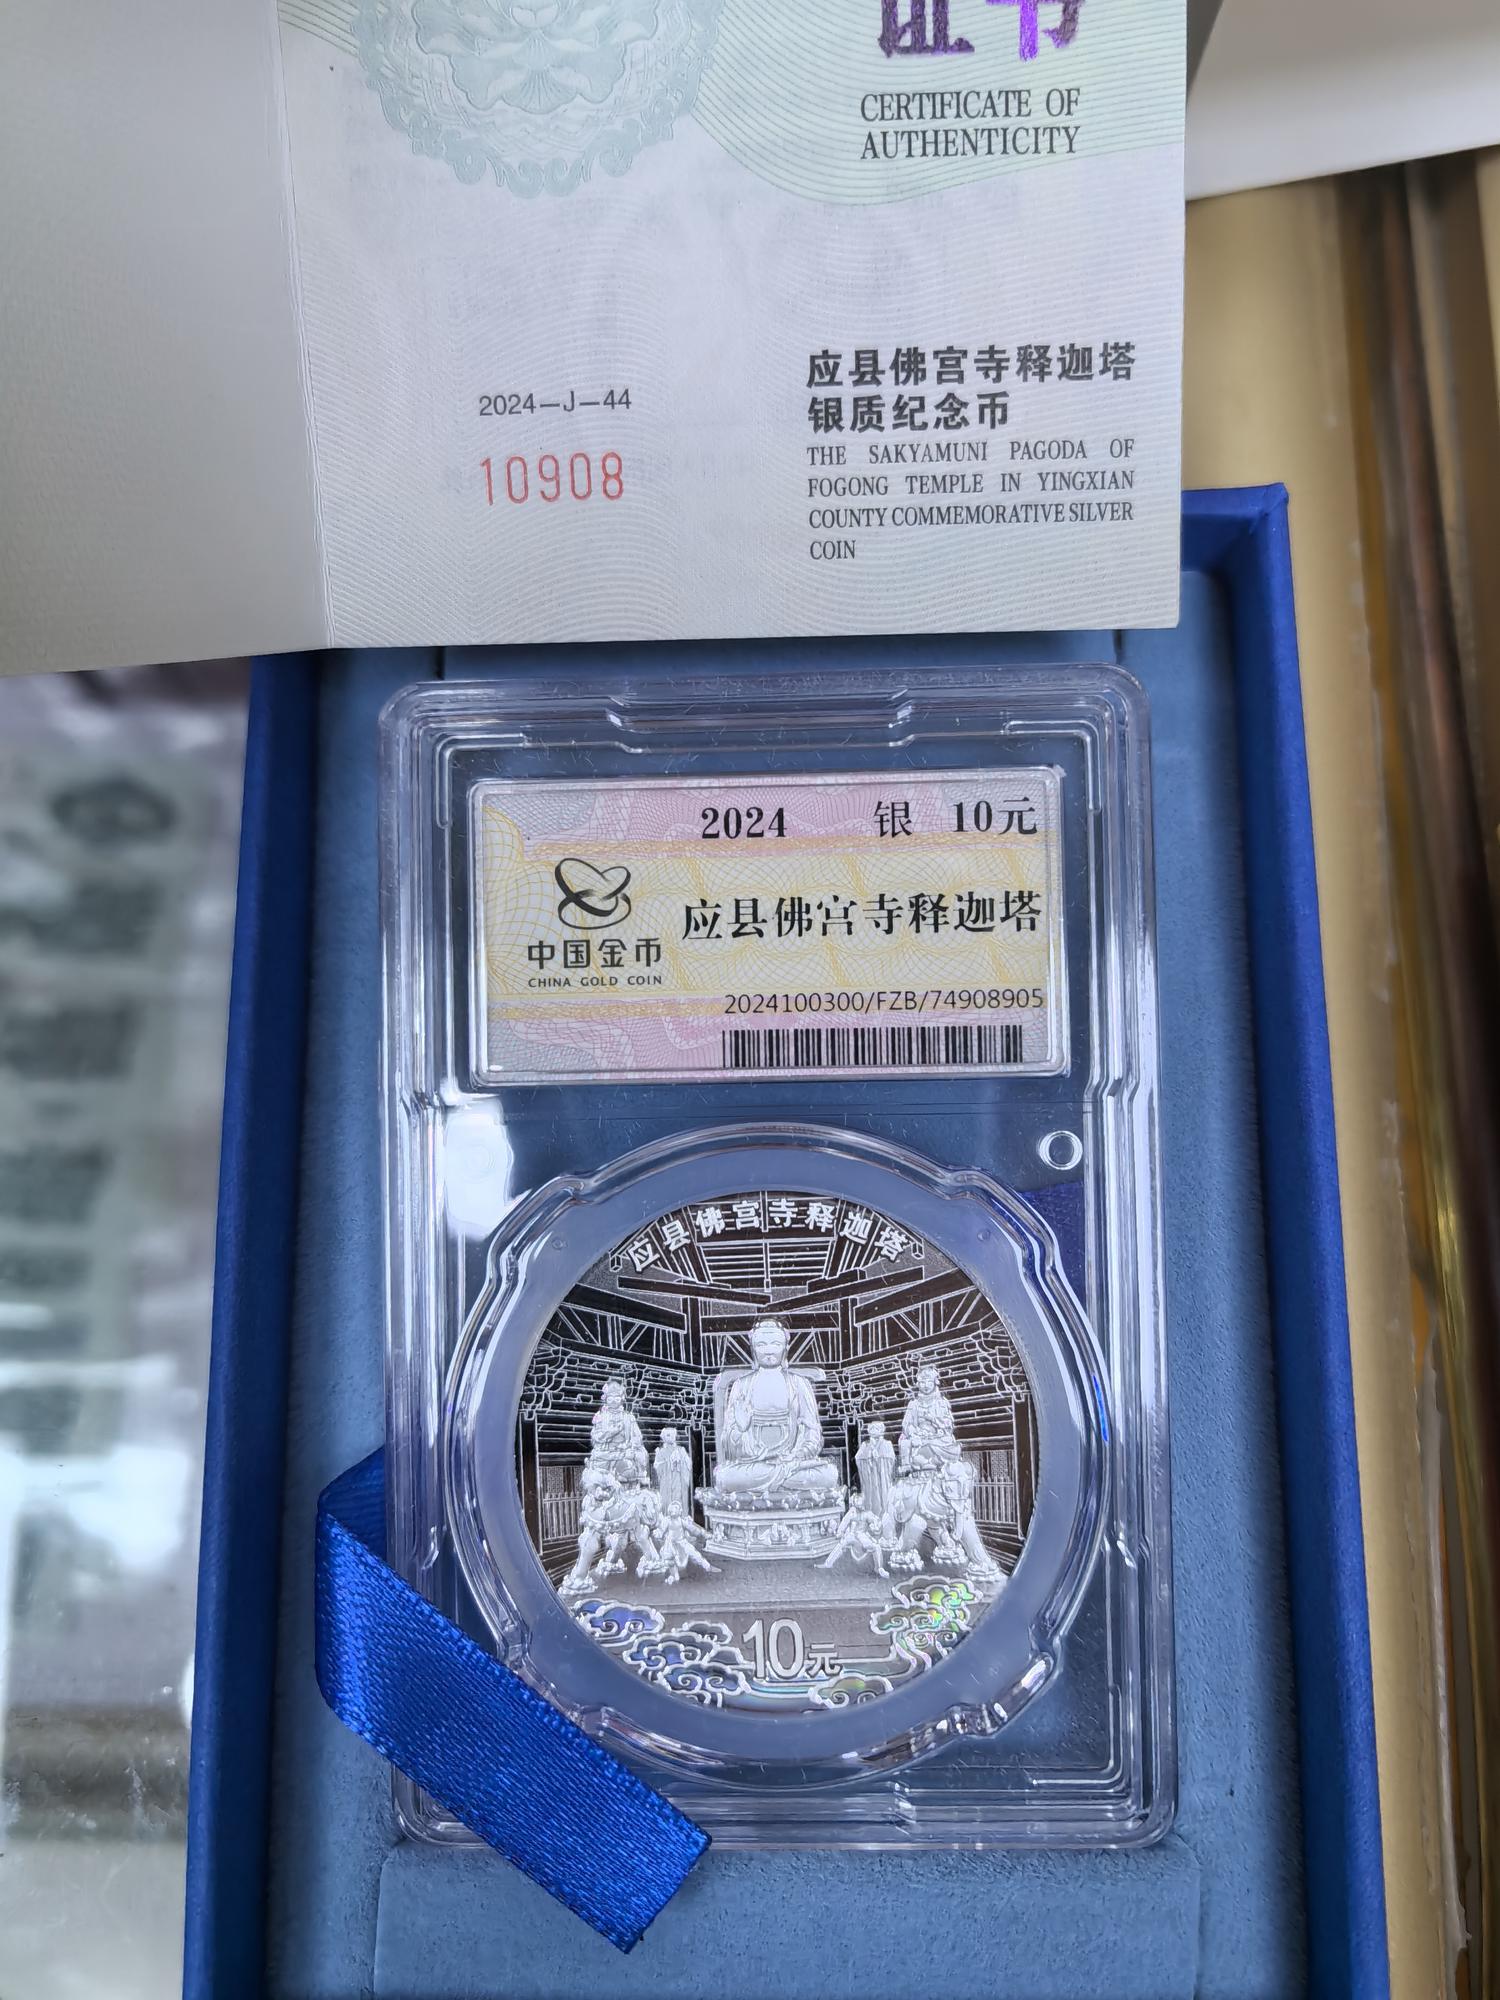 证书
CERTIFICATE OF
AUTHENTICITY
2024-J-44
10908
应县佛宫寺释迦塔
银质纪念币
THE SAKYAMUNI PAGODA OF
FOGONG TEMPLE IN YINGXIAN
COUNTY COMMEMORATIVE SILVER
COIN
2024 银 10元
中国金币
CHINA GOLD COIN
应县佛宫寺释迦塔
2024100300/FZB/74908905
应县佛宫寺释迦塔
10元